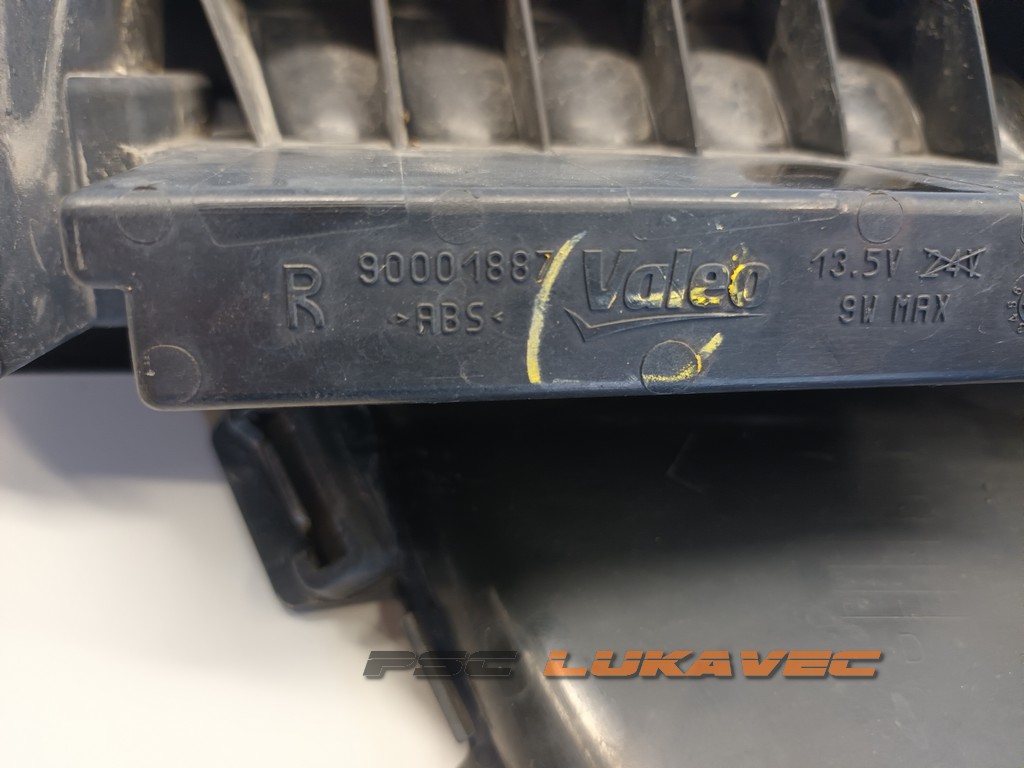 R 90001887 Valeo 13.5V 24V
>ABS< 9W MAX
PSC LUKAVEC